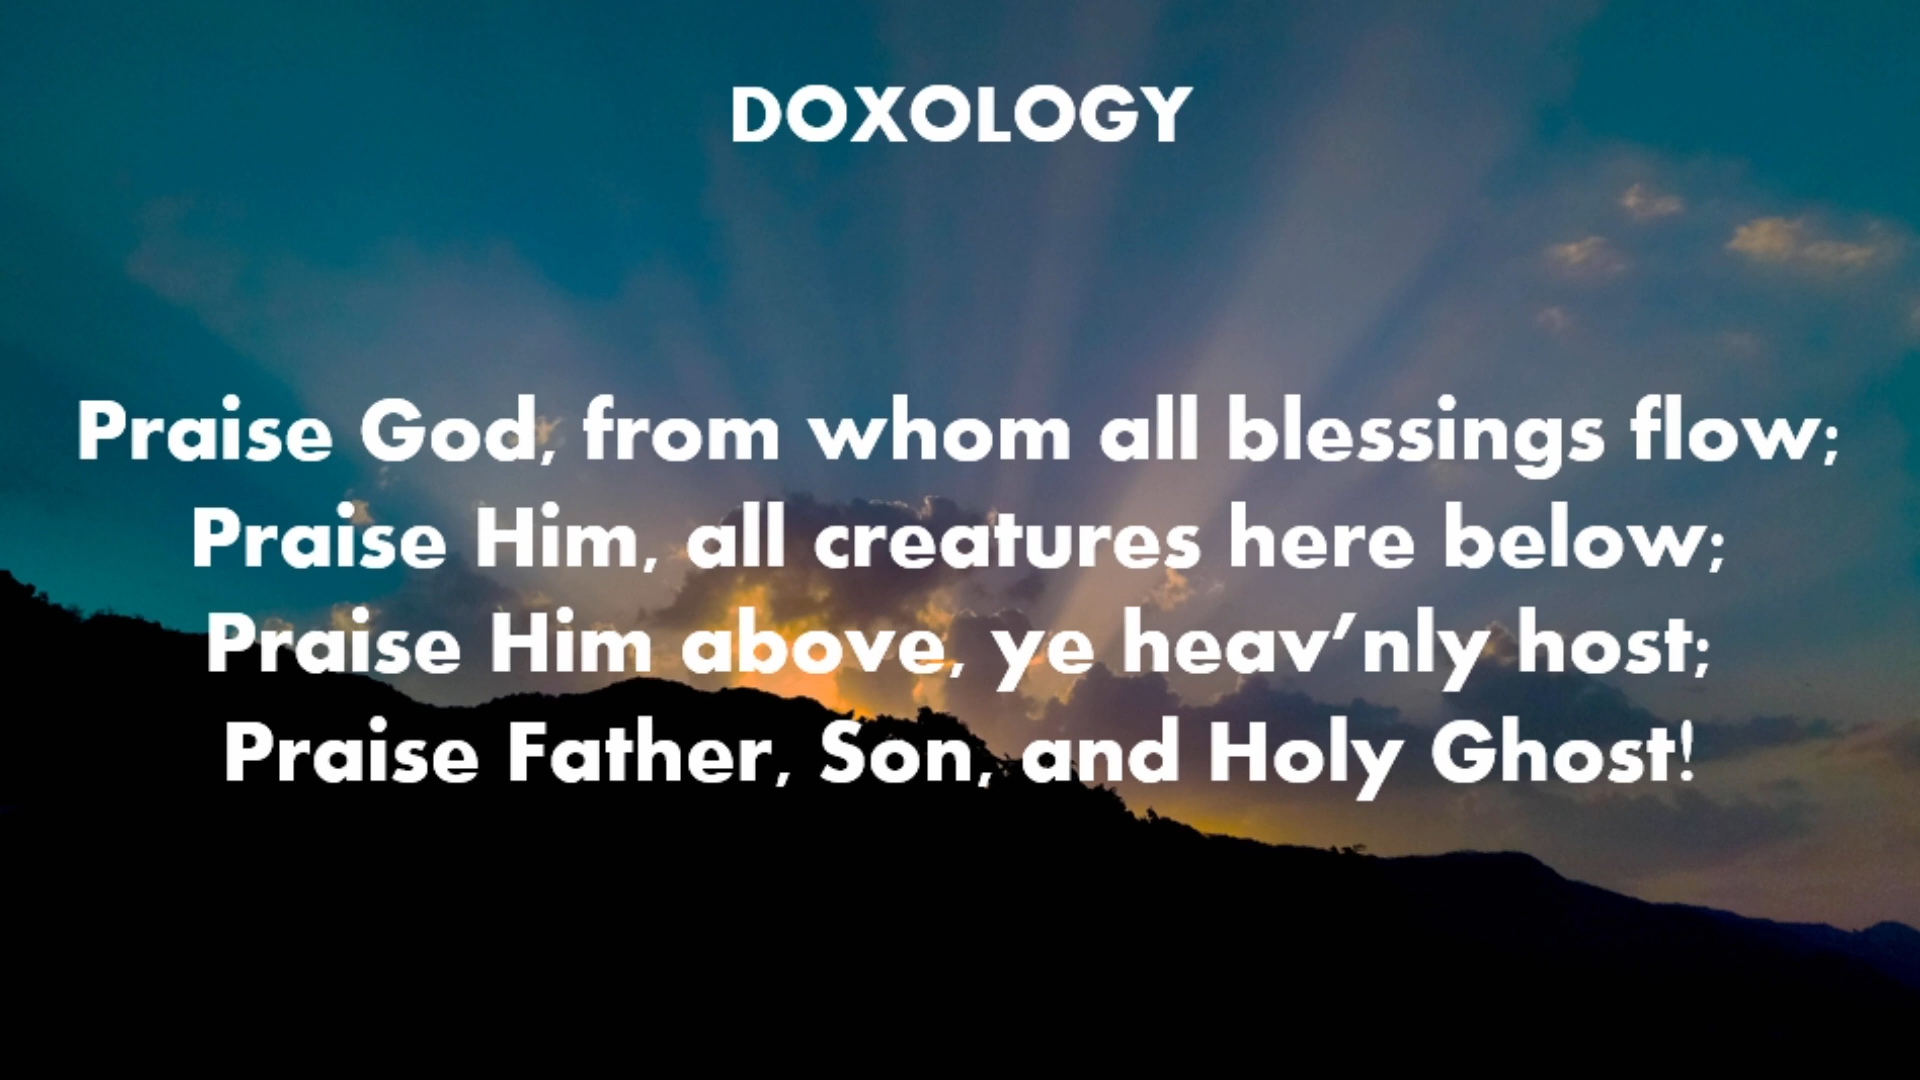 DOXOLOGY
Praise God, from whom all blessings flow;
Praise Him, all creatures here below;
Praise Him above, ye heav’nly host;
Praise Father, Son, and Holy Ghost!